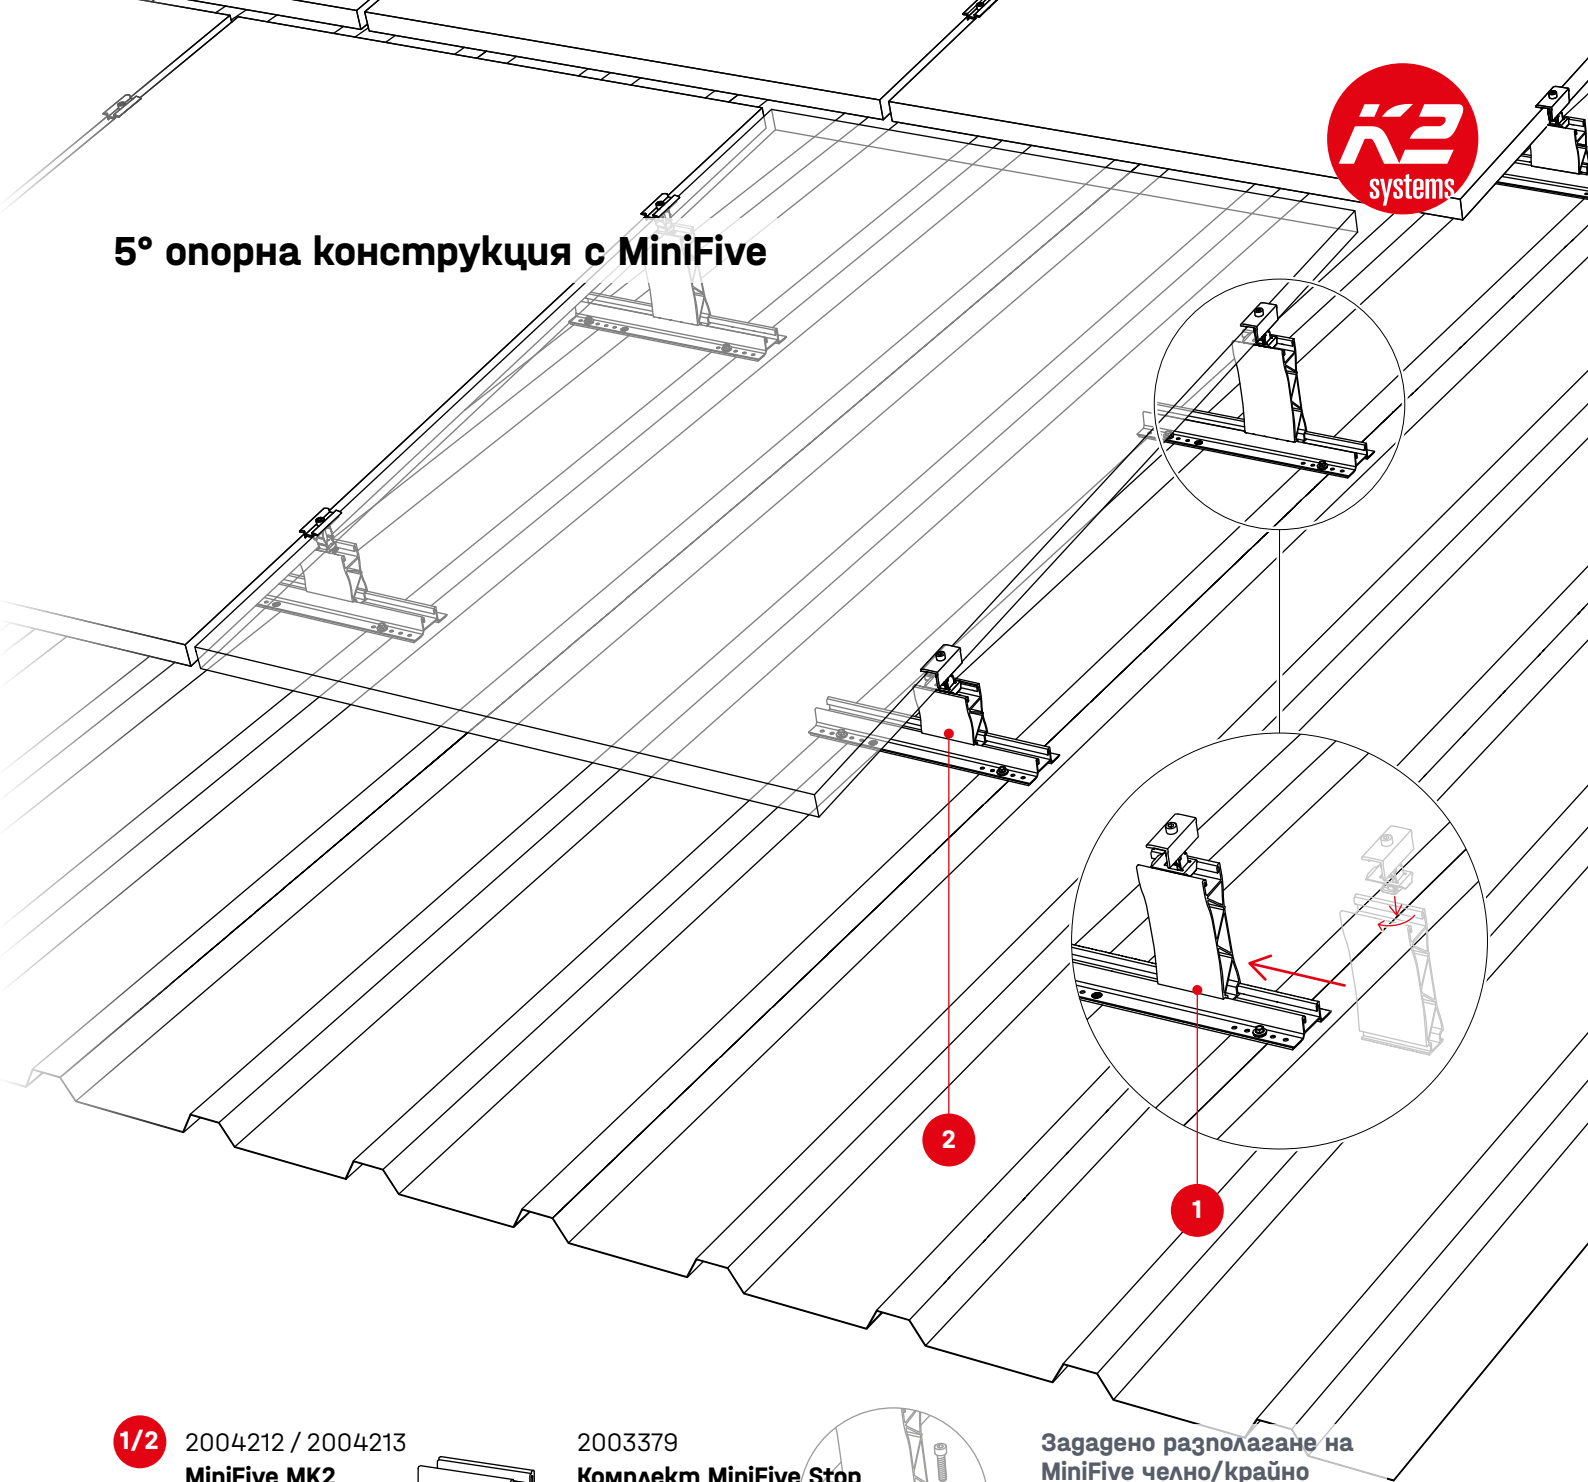 K2
systems
5° опорна конструкция с MiniFive
2
1
1/2
2004212 / 2004213
MiniFive MK2
2003379
Комплект MiniFive Stop
Зададено разполагане на
MiniFive челно/крайно